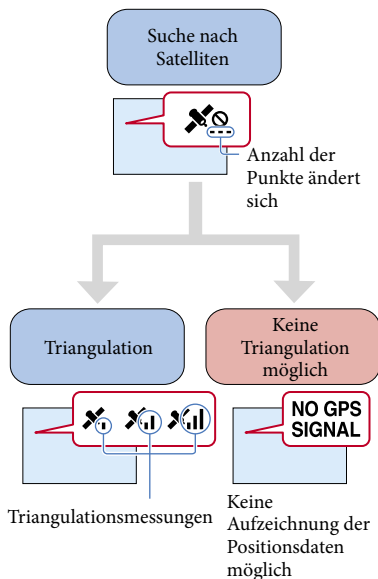 Suche nach
Satelliten
Anzahl der
Punkte ändert
sich
Triangulation
Keine
Triangulation
möglich
NO GPS
SIGNAL
Triangulationsmessungen
Keine
Aufzeichnung der
Positionsdaten
möglich